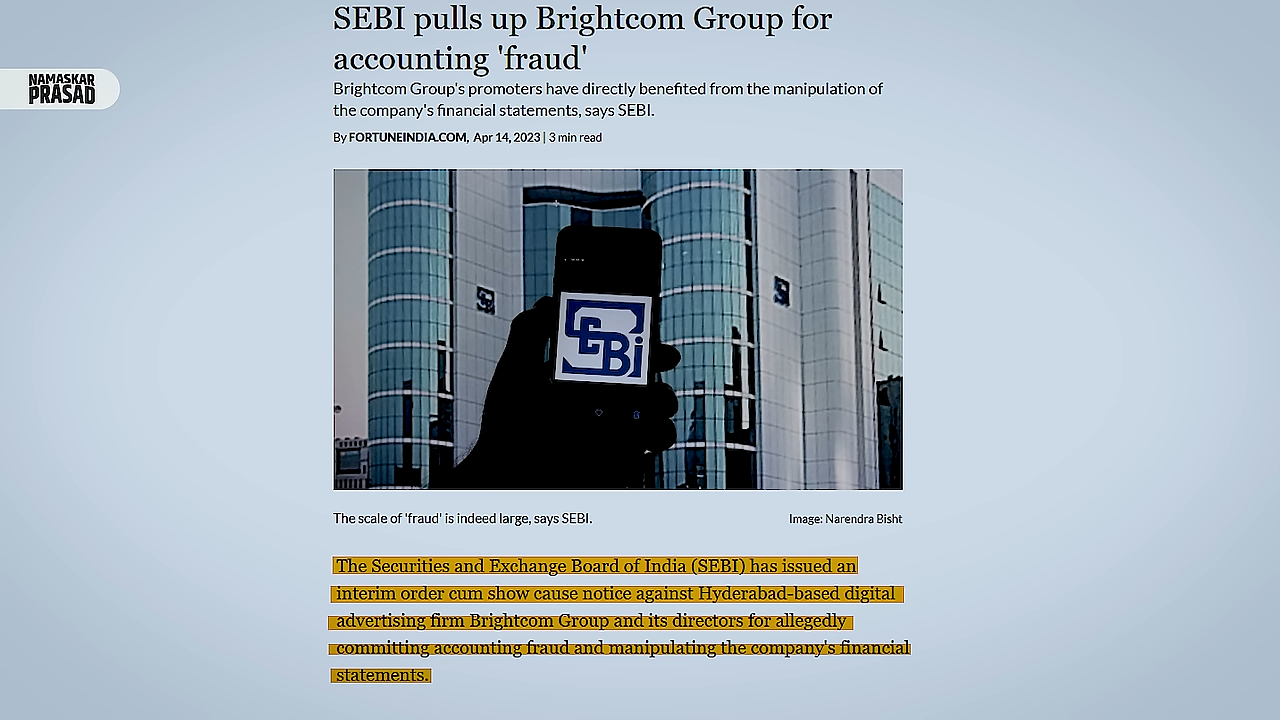 SEBI pulls up Brightcom Group for
accounting 'fraud'
NAMASKAR
PRASAD
Brightcom Group's promoters have directly benefited from the manipulation of
the company's financial statements, says SEBI.
By FORTUNEINDIA.COM, Apr 14, 2023 | 3 min read
SEBi
The scale of 'fraud' is indeed large, says SEBI.
Image: Narendra Bisht
The Securities and Exchange Board of India (SEBI) has issued an
interim order cum show cause notice against Hyderabad-based digital
advertising firm Brightcom Group and its directors for allegedly
committing accounting fraud and manipulating the company's financial
statements.